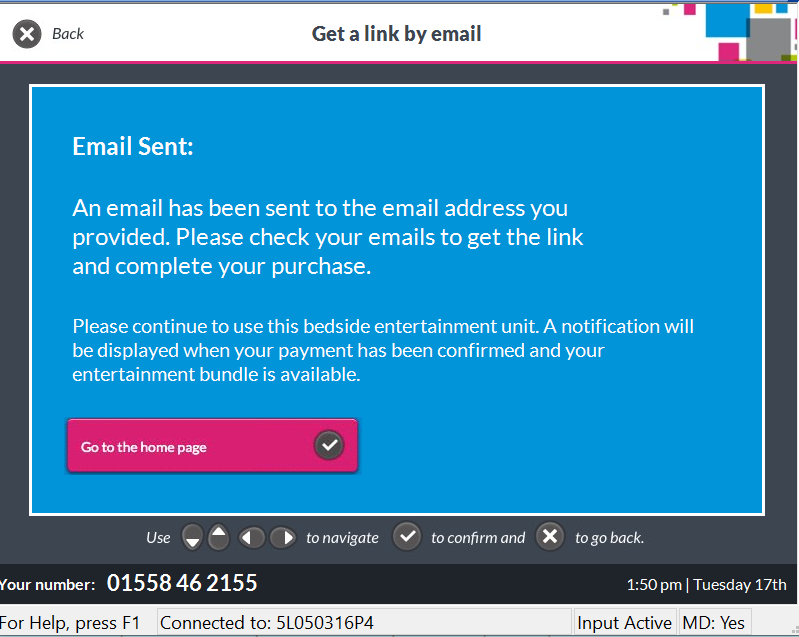 Back
Get a link by email
Email Sent:
An email has been sent to the email address you
provided. Please check your emails to get the link
and complete your purchase.
Please continue to use this bedside entertainment unit. A notification will
be displayed when your payment has been confirmed and your
entertainment bundle is available.
Go to the home page
Use to navigate to confirm and to go back.
Your number: 01558 46 2155 1:50 pm | Tuesday 17th
For Help, press F1 Connected to: 5L050316P4 Input Active MD: Yes